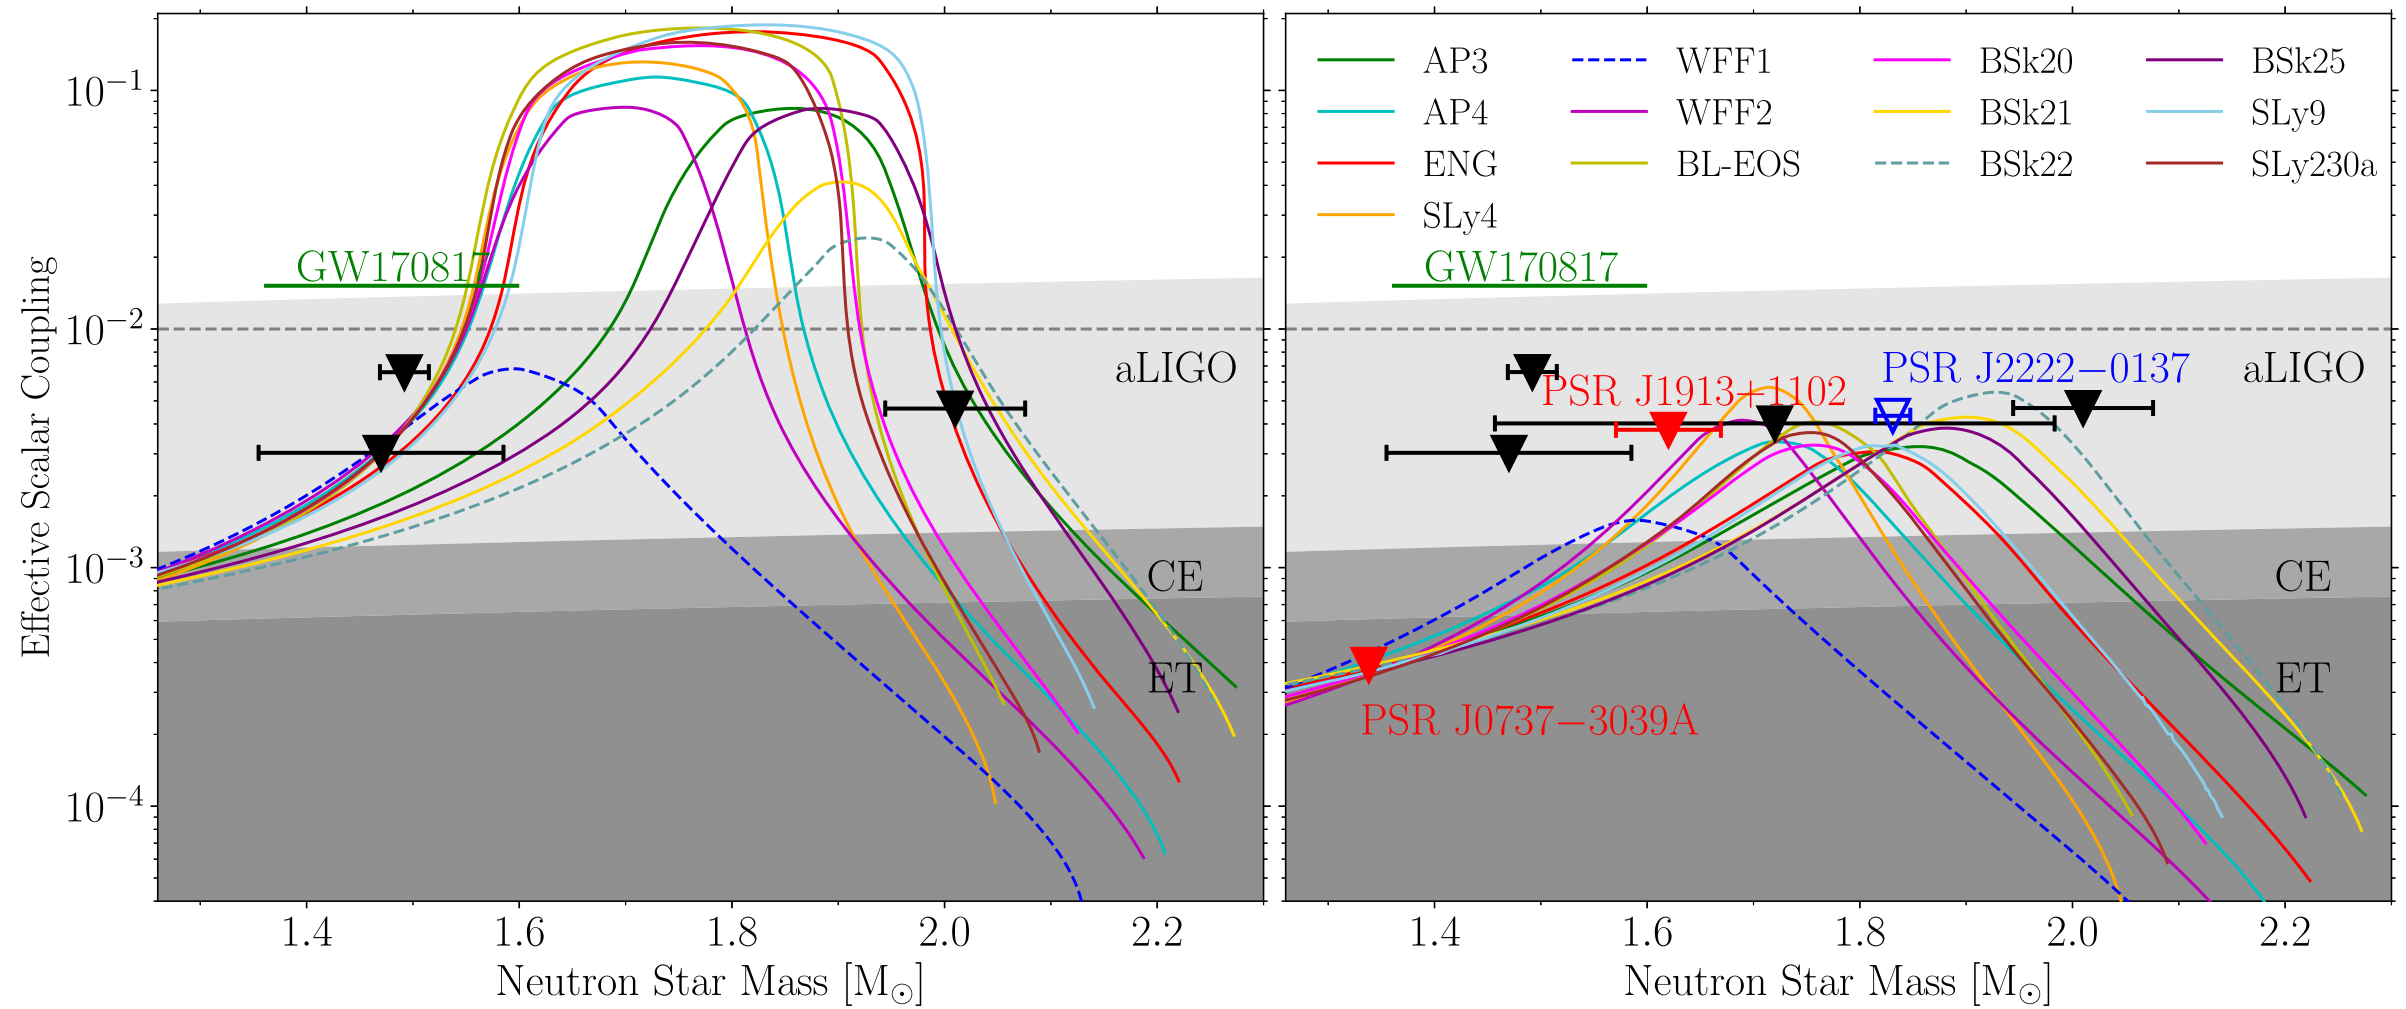 Effective Scalar Coupling
10⁻¹
10⁻²
10⁻³
10⁻⁴
GW170817
aLIGO
CE
ET
1.4 1.6 1.8 2.0 2.2
Neutron Star Mass [M⊙]
AP3 WFF1 BSk20 BSk25
AP4 WFF2 BSk21 SLy9
ENG BL-EOS BSk22 SLy230a
SLy4
GW170817
PSR J2222−0137 aLIGO
PSR J1913+1102
CE
ET
PSR J0737−3039A
1.4 1.6 1.8 2.0 2.2
Neutron Star Mass [M⊙]